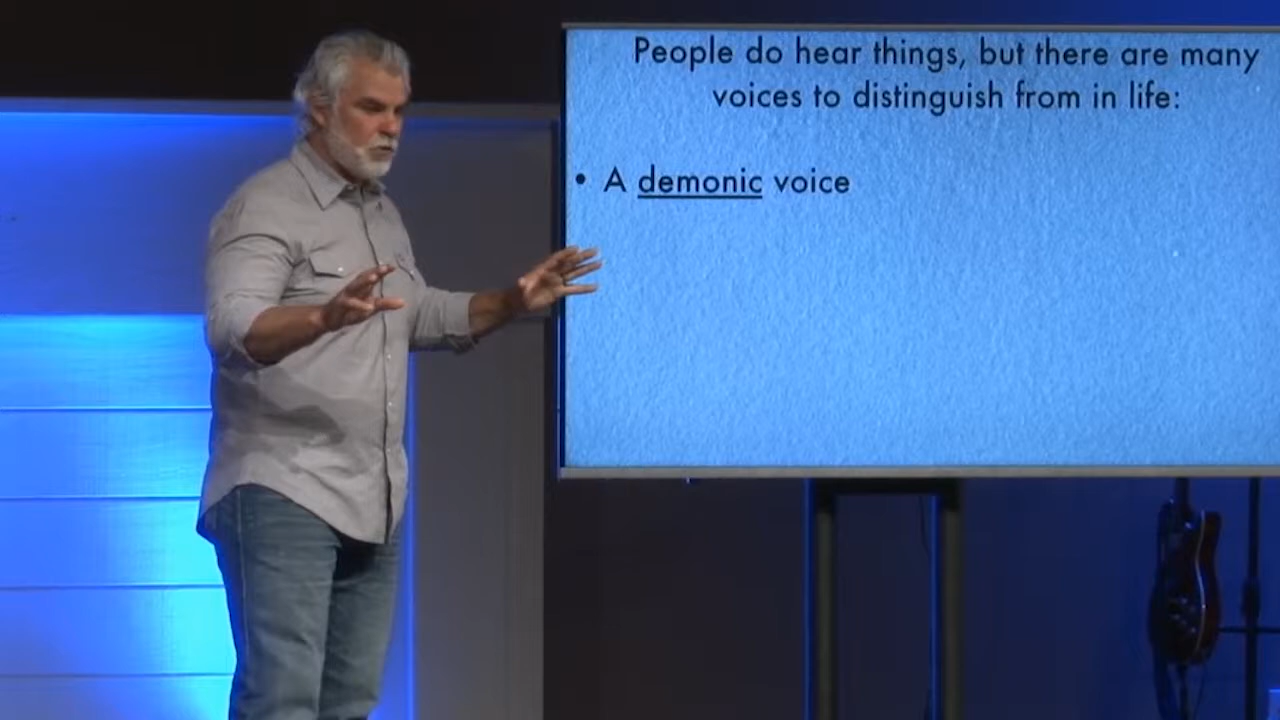 People do hear things, but there are many
voices to distinguish from in life:
• A demonic voice